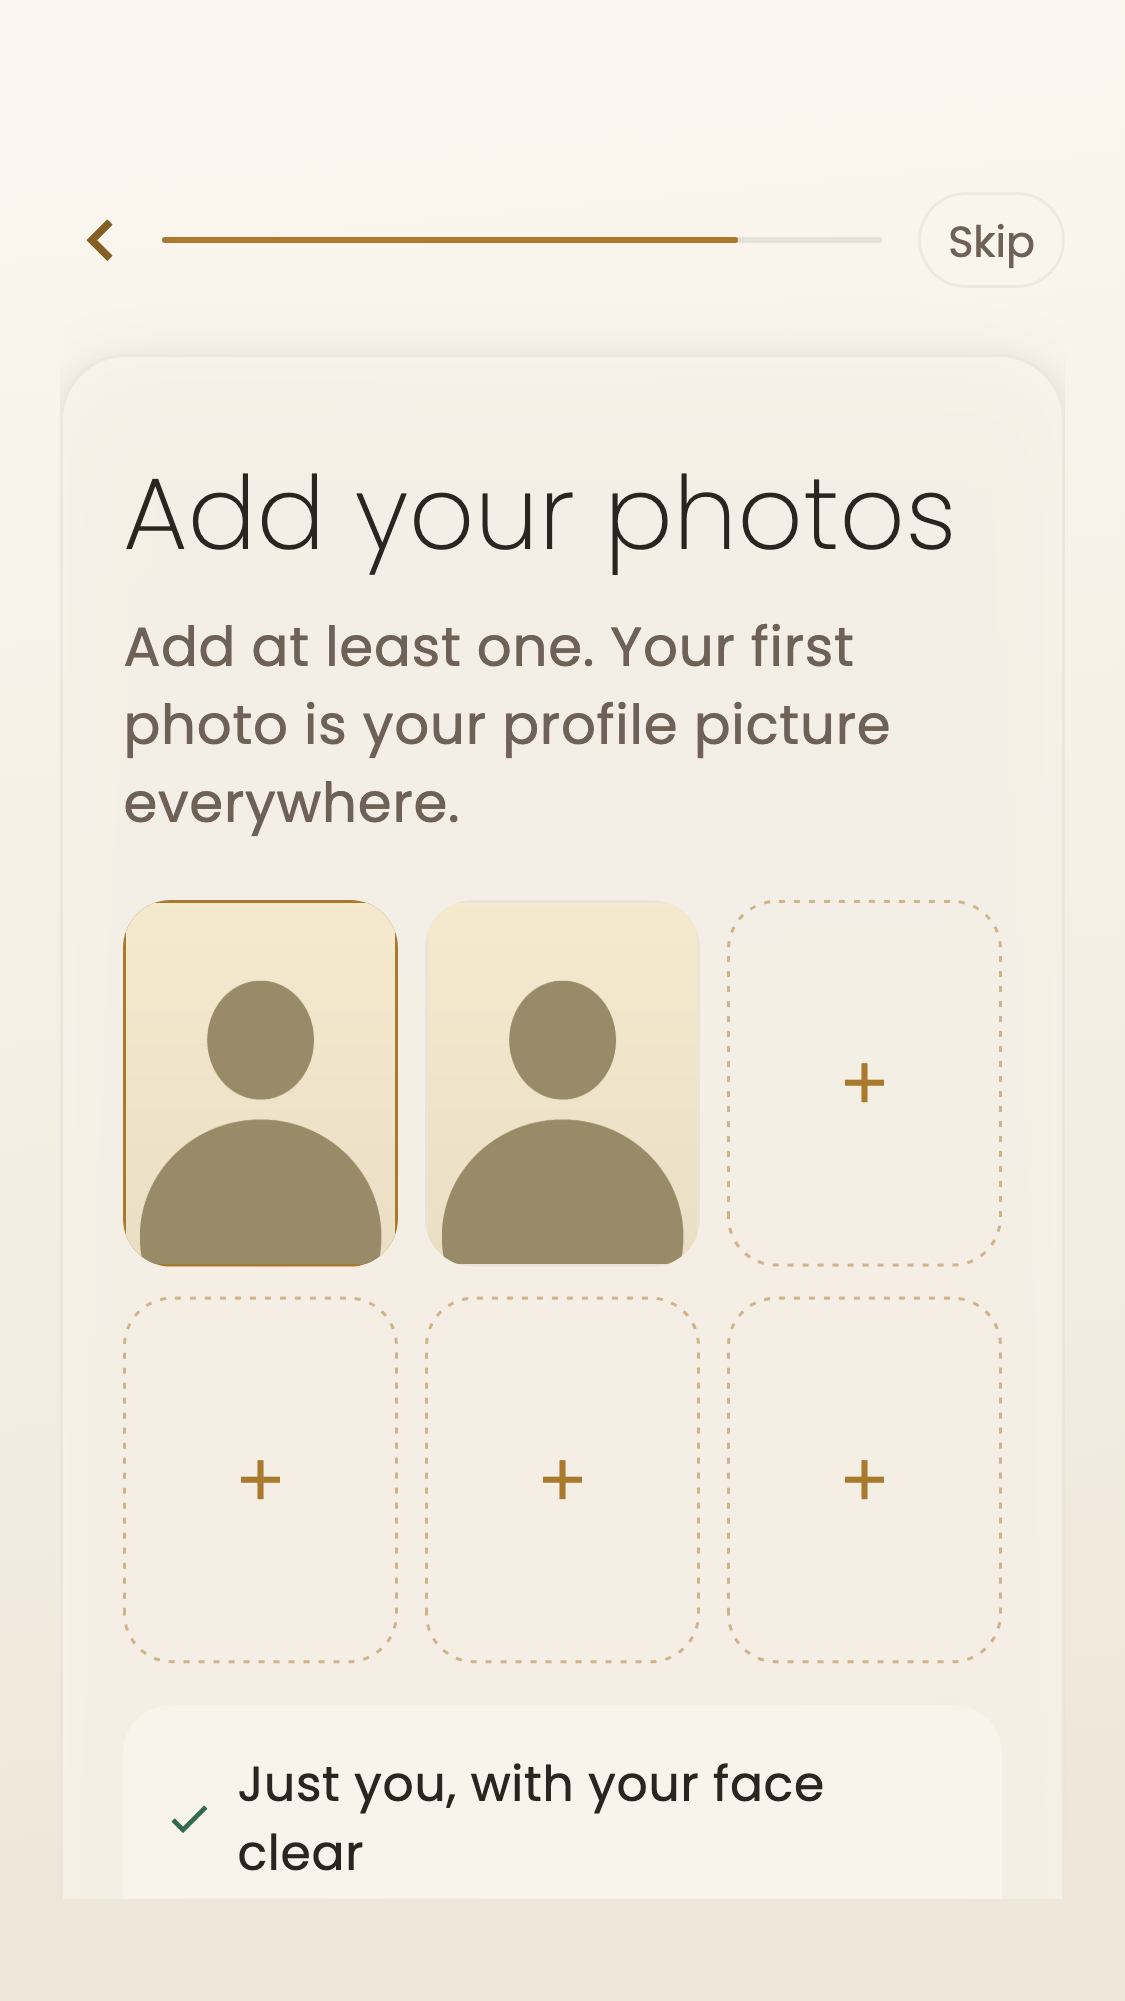 Skip
Add your photos
Add at least one. Your first
photo is your profile picture
everywhere.
Just you, with your face
clear